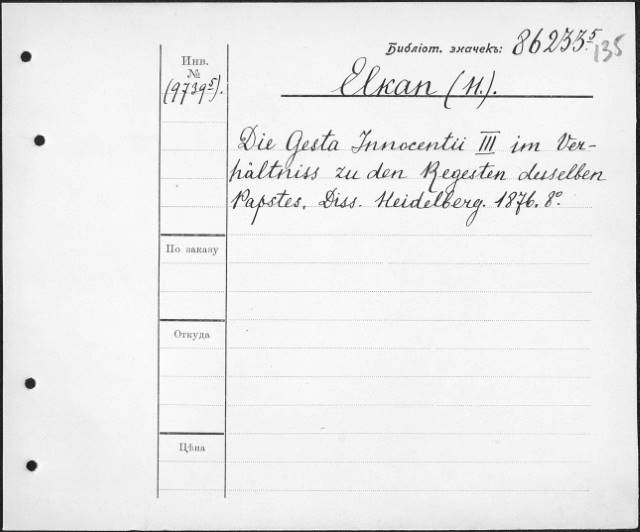 Библіот. значекъ: 86233⁵
135
Инв.
№
(9739⁵).
Elkan (H.).
Die Gesta Innocentii III im Ver-
hältniss zu den Regesten desselben
Papstes. Diss. Heidelberg. 1876. 8°.
По заказу
Откуда
Цѣна